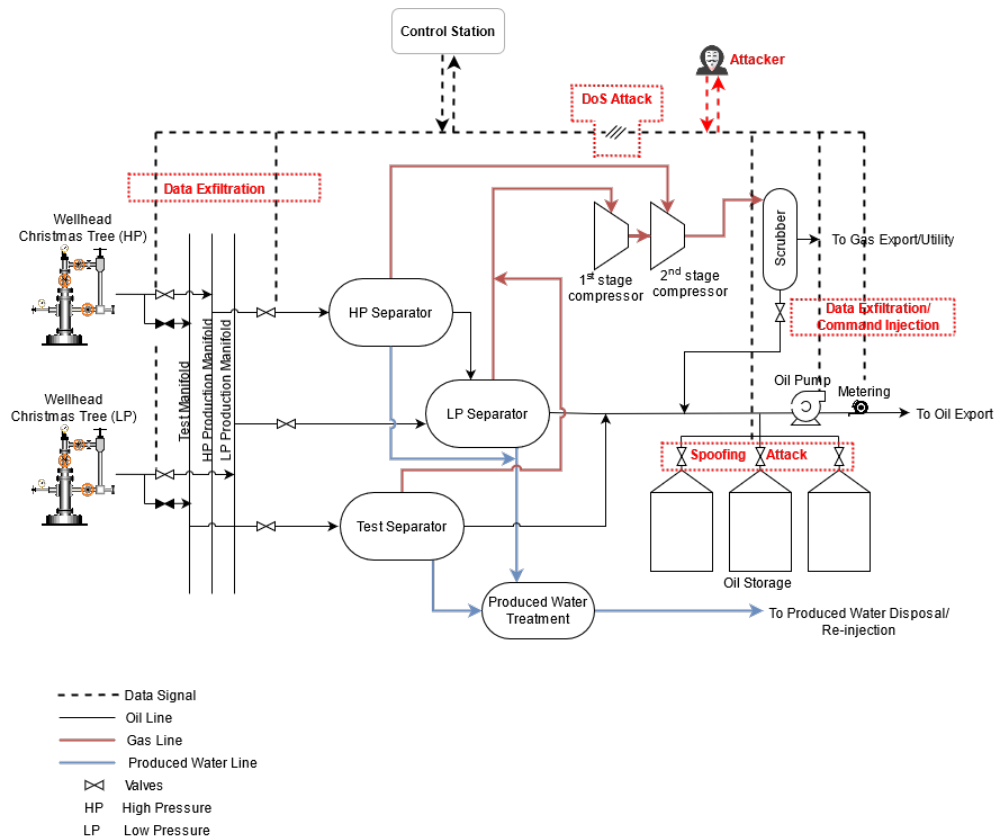 Control Station
Attacker
DoS Attack
Data Exfiltration
Wellhead
Christmas Tree (HP)
Scrubber
To Gas Export/Utility
1st stage
compressor
2nd stage
compressor
HP Separator
Data Exfiltration/
Command Injection
Test Manifold
HP Production Manifold
LP Production Manifold
Oil Pump
Metering
Wellhead
Christmas Tree (LP)
LP Separator
To Oil Export
Spoofing Attack
Test Separator
Oil Storage
Produced Water
Treatment
To Produced Water Disposal/
Re-injection
Data Signal
Oil Line
Gas Line
Produced Water Line
Valves
HP High Pressure
LP Low Pressure